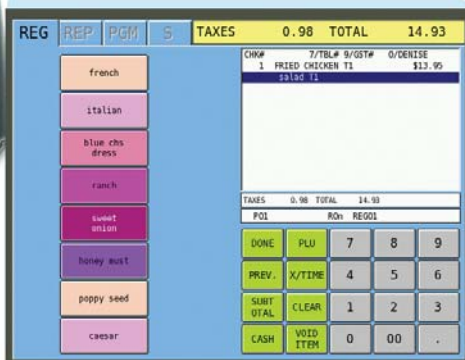 REG REP PGM S TAXES 0.98 TOTAL 14.93
french
italian
blue chs
dress
ranch
sweet
onion
honey must
poppy seed
caesar
CHK# 7/TBL# 9/GST# 0/DENISE
1 FRIED CHICKEN T1 $13.95
salad T1
TAXES 0.98 TOTAL 14.93
P01 ROn REG01
DONE PLU 7 8 9
PREV. X/TIME 4 5 6
SUBT
OTAL CLEAR 1 2 3
CASH VOID
ITEM 0 00 .